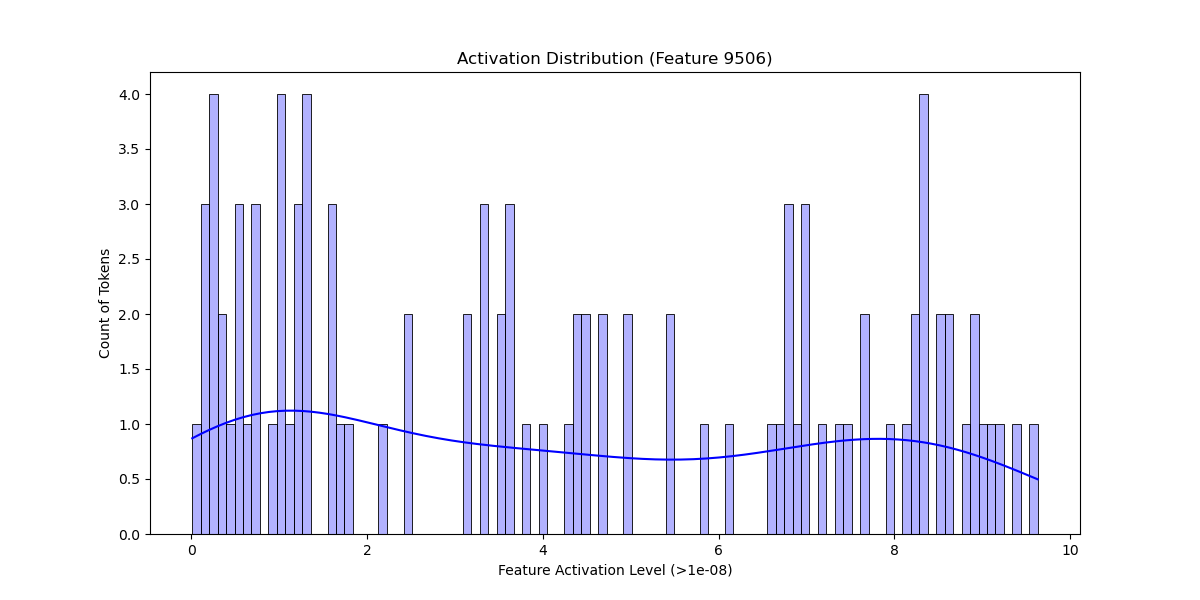 Activation Distribution (Feature 9506)
4.0
3.5
3.0
2.5
2.0
1.5
1.0
0.5
0.0
Count of Tokens
0 2 4 6 8 10
Feature Activation Level (>1e-08)